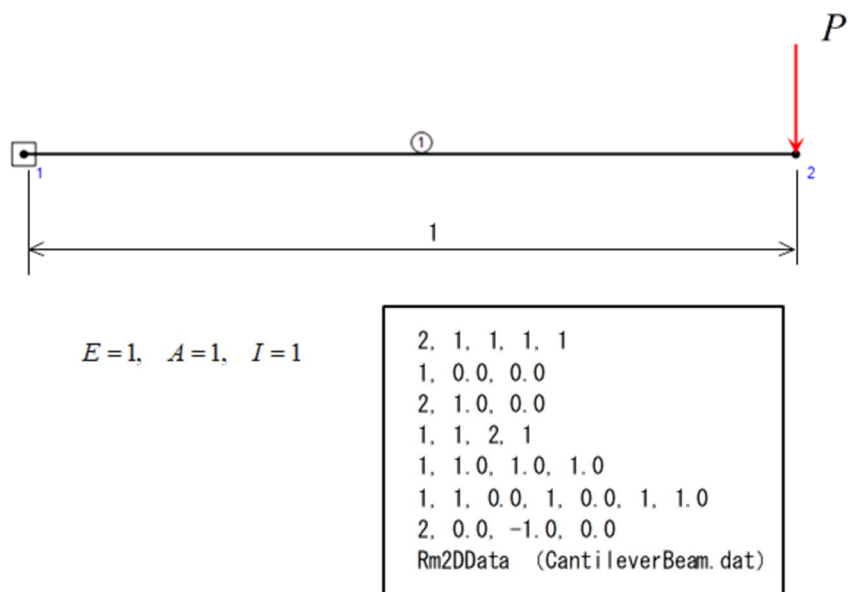 P
①
1
2
1
E=1, A=1, I=1
2, 1, 1, 1, 1
1, 0.0, 0.0
2, 1.0, 0.0
1, 1, 2, 1
1, 1.0, 1.0, 1.0
1, 1, 0.0, 1, 0.0, 1, 1.0
2, 0.0, -1.0, 0.0
Rm2DData (CantileverBeam.dat)